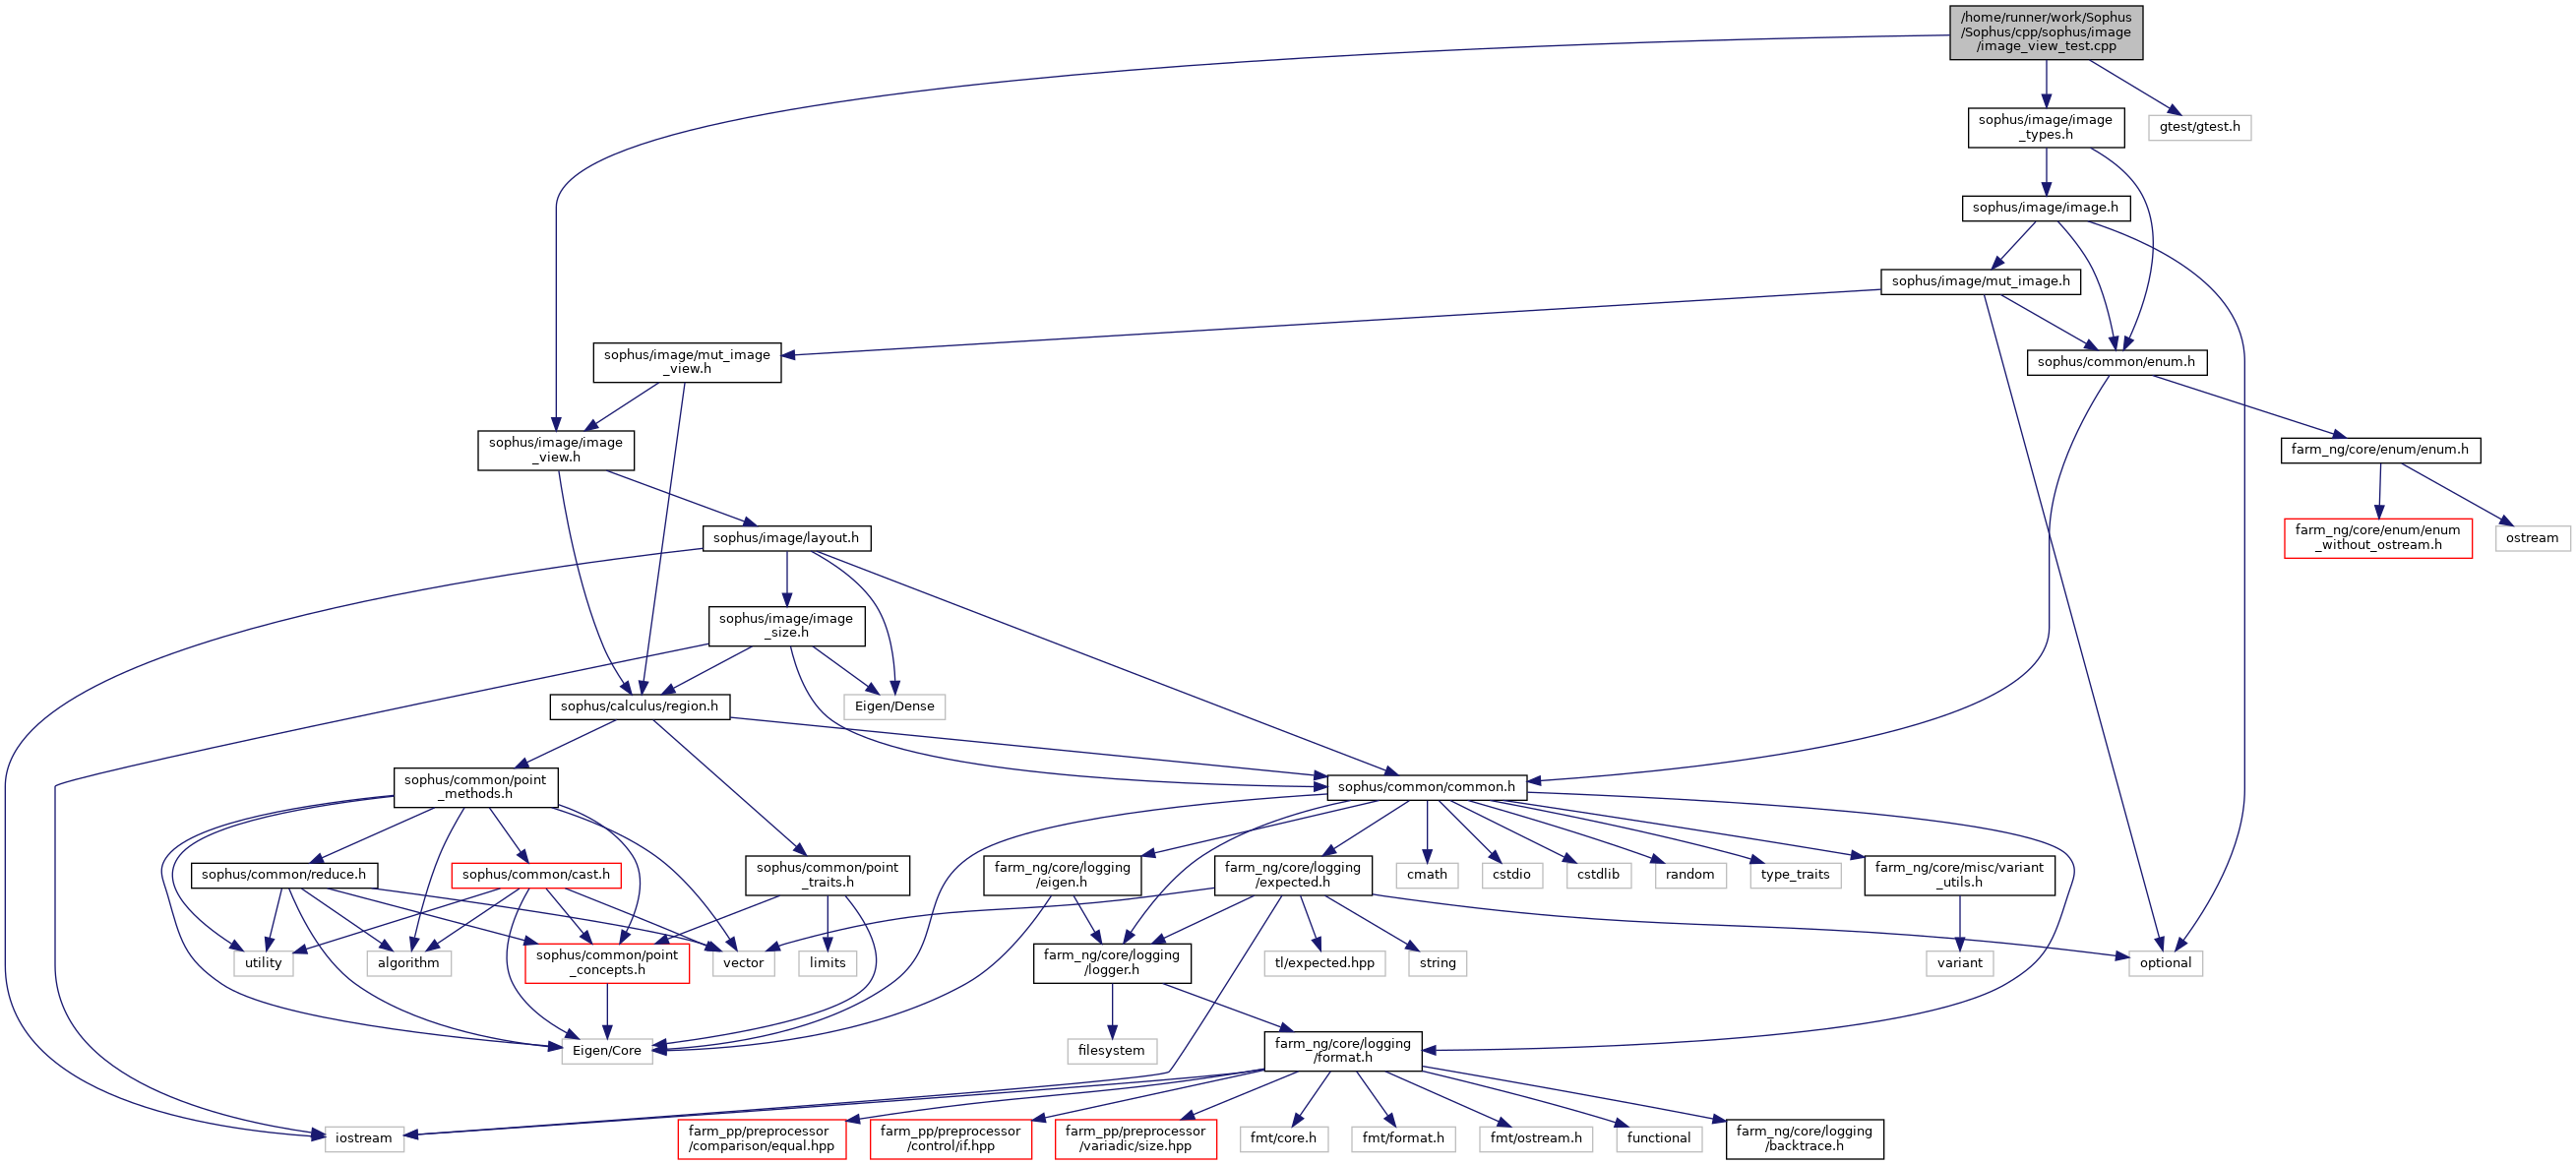 /home/runner/work/Sophus
/Sophus/cpp/sophus/image
/image_view_test.cpp
sophus/image/image
_types.h
gtest/gtest.h
sophus/image/image.h
sophus/image/mut_image.h
sophus/image/mut_image
_view.h
sophus/common/enum.h
sophus/image/image
_view.h
farm_ng/core/enum/enum.h
sophus/image/layout.h
farm_ng/core/enum/enum
_without_ostream.h
ostream
sophus/image/image
_size.h
sophus/calculus/region.h
Eigen/Dense
sophus/common/point
_methods.h
sophus/common/common.h
sophus/common/reduce.h
sophus/common/cast.h
sophus/common/point
_traits.h
farm_ng/core/logging
/eigen.h
farm_ng/core/logging
/expected.h
cmath
cstdio
cstdlib
random
type_traits
farm_ng/core/misc/variant
_utils.h
utility
algorithm
sophus/common/point
_concepts.h
vector
limits
farm_ng/core/logging
/logger.h
tl/expected.hpp
string
variant
optional
Eigen/Core
filesystem
farm_ng/core/logging
/format.h
iostream
farm_pp/preprocessor
/comparison/equal.hpp
farm_pp/preprocessor
/control/if.hpp
farm_pp/preprocessor
/variadic/size.hpp
fmt/core.h
fmt/format.h
fmt/ostream.h
functional
farm_ng/core/logging
/backtrace.h